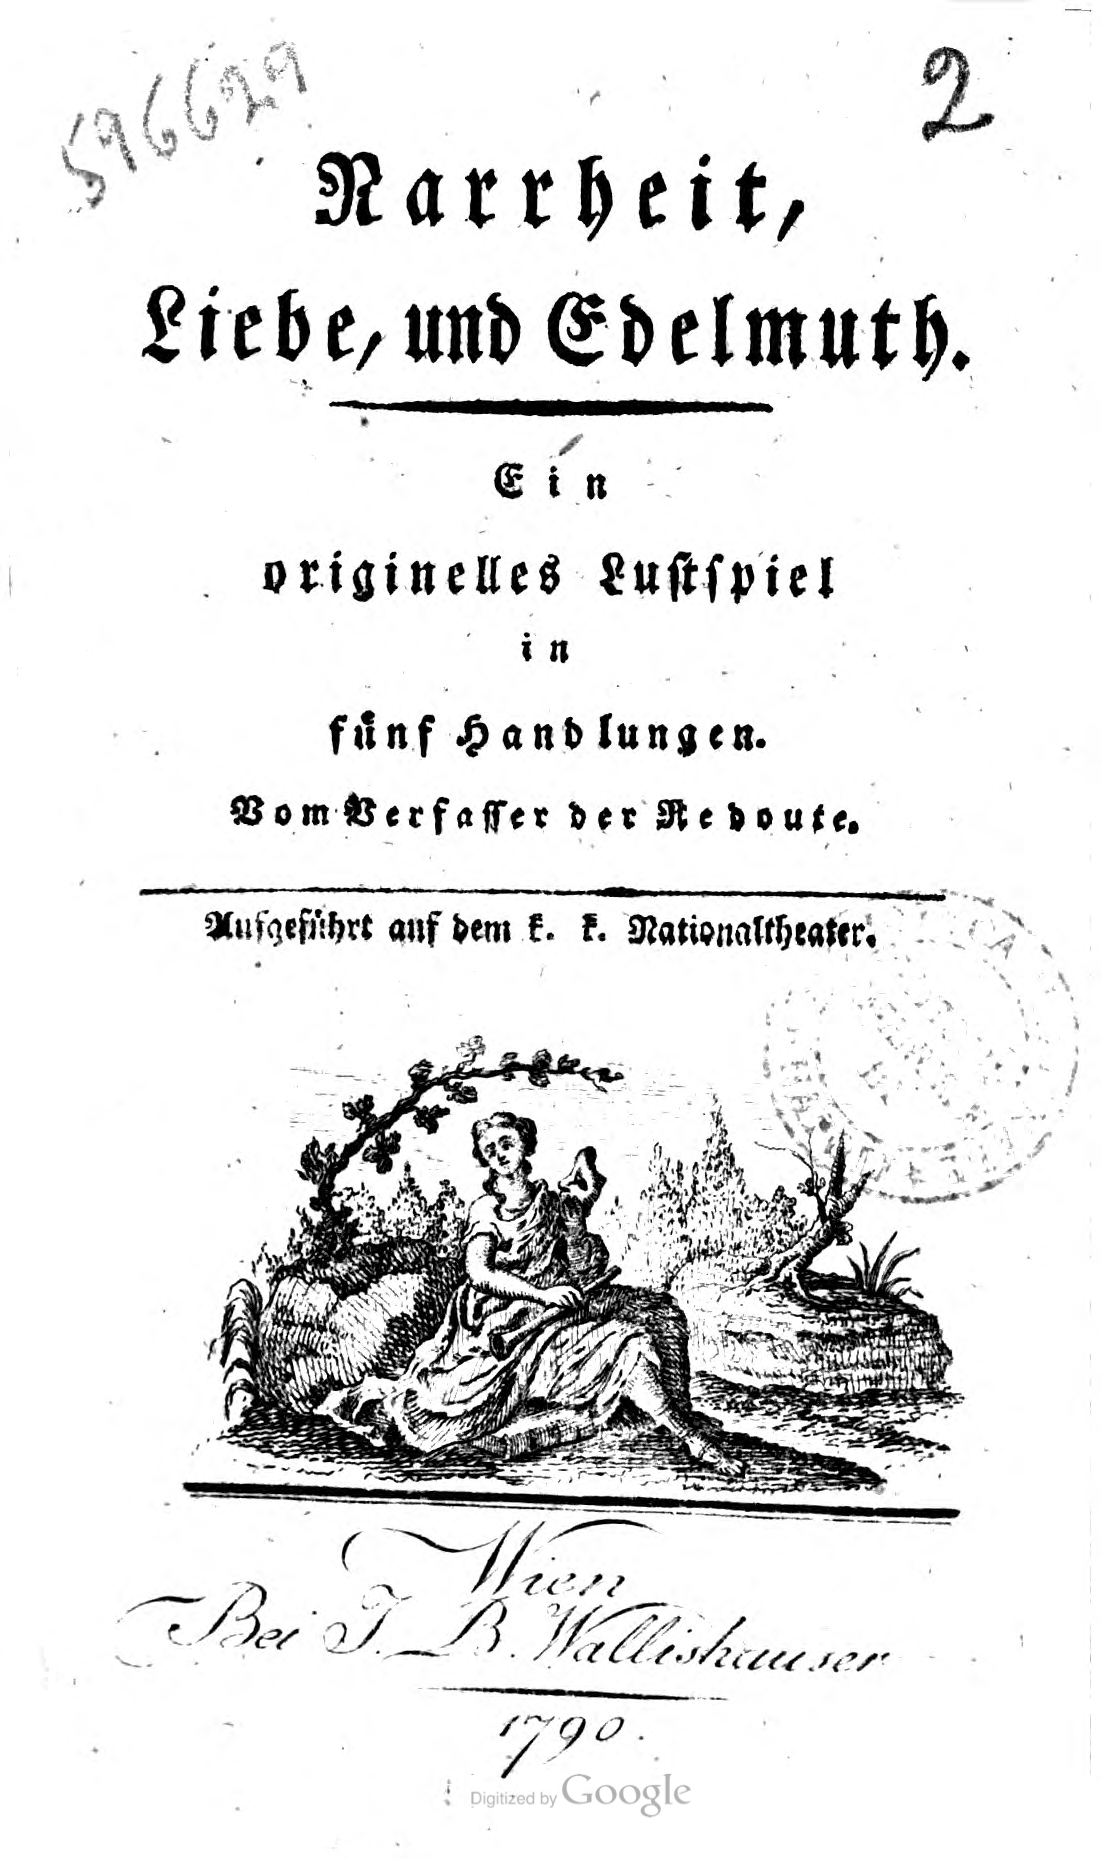 596629
2
Narrheit,
Liebe, und Edelmuth.
Ein
originelles Lustspiel
in
fünf Handlungen.
Vom Verfasser der Redoute.
Aufgeführt auf dem k. k. Nationaltheater.
Wien
Bei J. B. Wallishauser
1790.
Digitized by Google